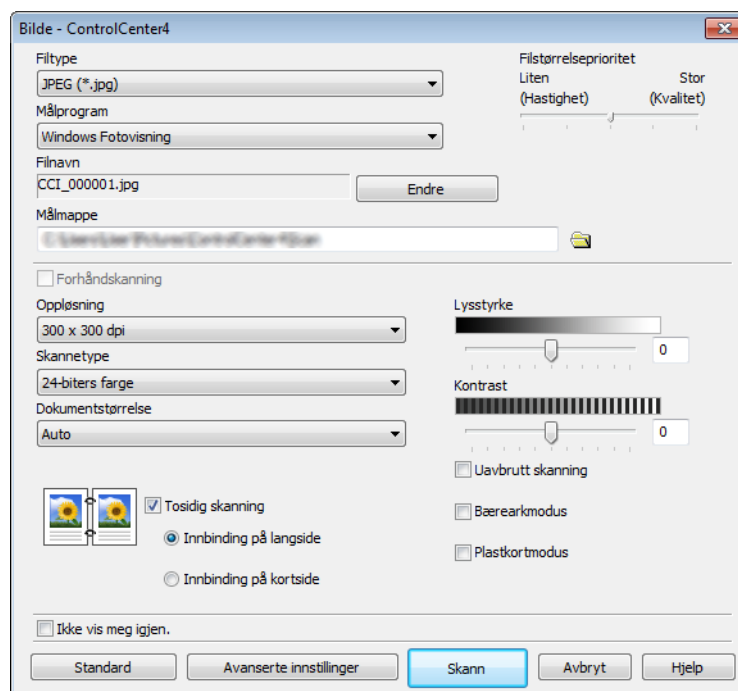 Bilde - ControlCenter4
Filtype
JPEG (*.jpg)
Målprogram
Windows Fotovisning
Filnavn
CCI_000001.jpg
Endre
Målmappe
Filstørrelseprioritet
Liten Stor
(Hastighet) (Kvalitet)
Forhåndskanning
Oppløsning
300 x 300 dpi
Skannetype
24-biters farge
Dokumentstørrelse
Auto
Lysstyrke
0
Kontrast
0
Tosidig skanning
Innbinding på langside
Innbinding på kortside
Uavbrutt skanning
Bærearkmodus
Plastkortmodus
Ikke vis meg igjen.
Standard Avanserte innstillinger Skann Avbryt Hjelp